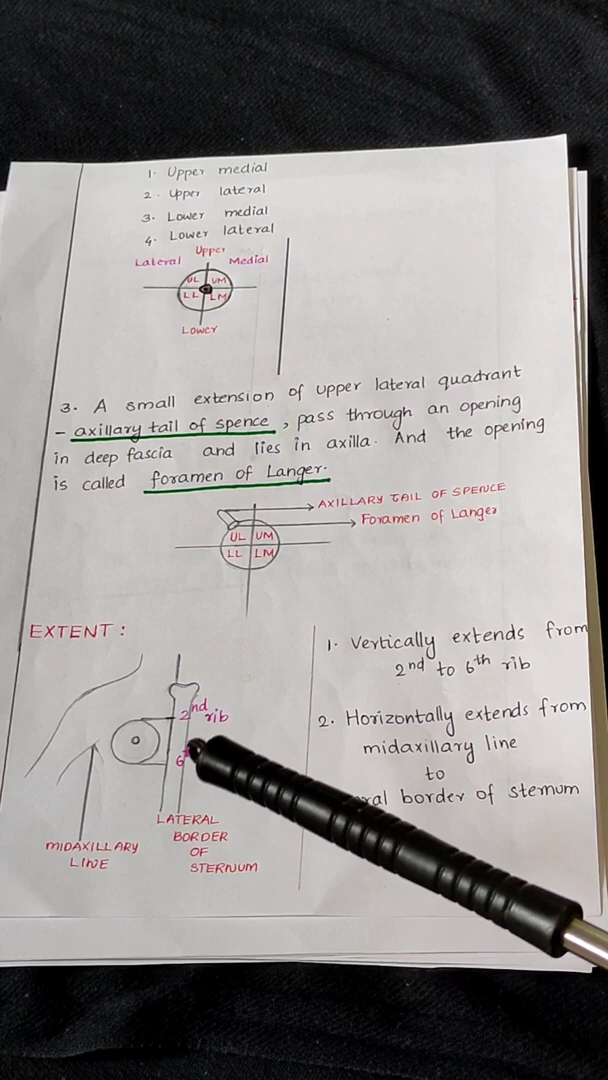 1. Upper medial
2. Upper lateral
3. Lower medial
4. Lower lateral
Upper
Lateral Medial
UL UM
LL LM
Lower
3. A small extension of upper lateral quadrant
- axillary tail of spence, pass through an opening
in deep fascia and lies in axilla. And the opening
is called foramen of Langer.
AXILLARY TAIL OF SPENCE
Foramen of Langer
UL UM
LL LM
EXTENT :
1. Vertically extends from
2nd to 6th rib
2nd rib
6
2. Horizontally extends from
midaxillary line
to
border of sternum
LATERAL
BORDER
OF
STERNUM
MIDAXILLARY
LINE